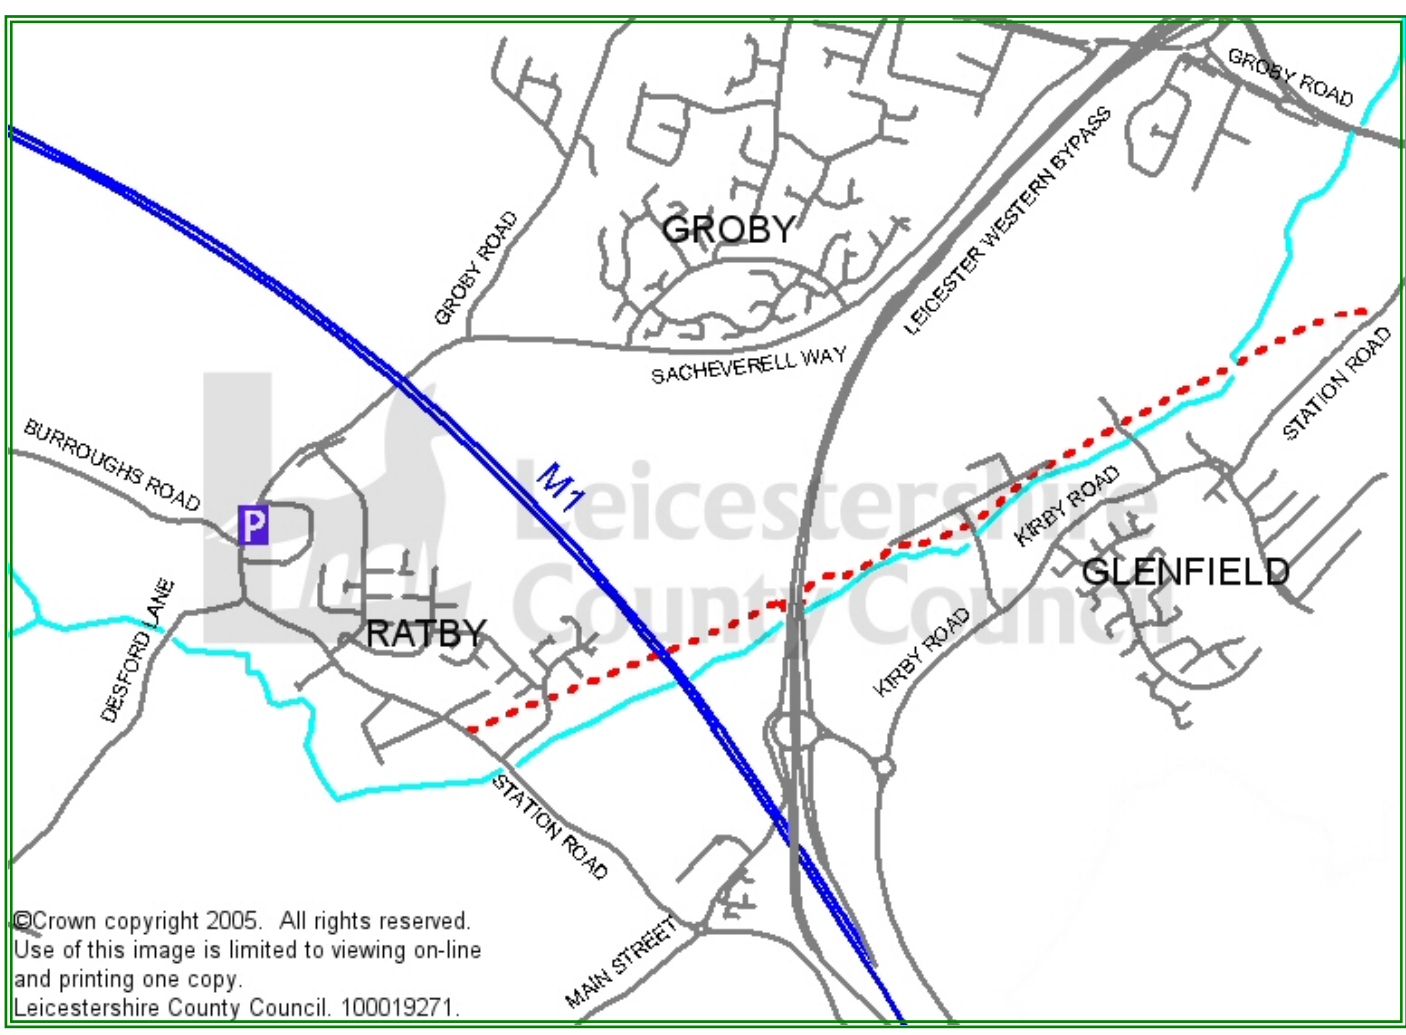 GROBY ROAD
LEICESTER WESTERN BYPASS
GROBY
GROBY ROAD
SACHEVERELL WAY
STATION ROAD
BURROUGHS ROAD
P
M1
Leicestershire
County Council
KIRBY ROAD
GLENFIELD
DESFORD LANE
RATBY
KIRBY ROAD
STATION ROAD
MAIN STREET
©Crown copyright 2005. All rights reserved.
Use of this image is limited to viewing on-line
and printing one copy.
Leicestershire County Council. 100019271.